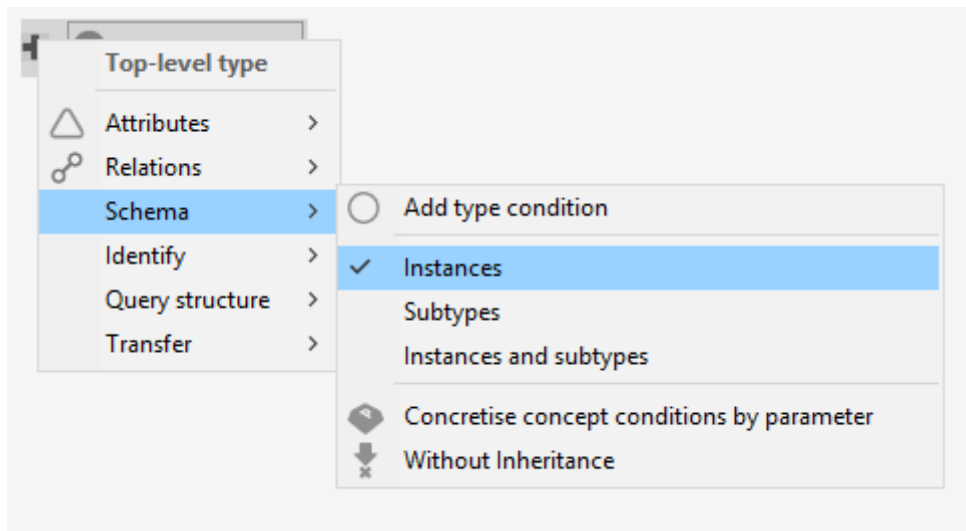 Top-level type
Attributes
Relations
Schema
Identify
Query structure
Transfer
Add type condition
Instances
Subtypes
Instances and subtypes
Concretise concept conditions by parameter
Without Inheritance